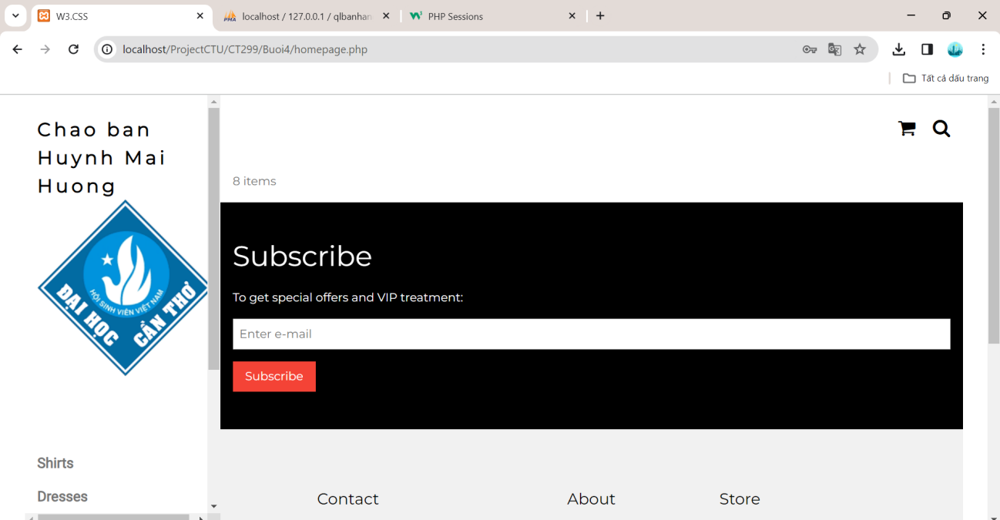 W3.CSS
localhost / 127.0.0.1 / qlbanhan
PHP Sessions
localhost/ProjectCTU/CT299/Buoi4/homepage.php
Tất cả dấu trang
Chao ban
Huynh Mai
Huong
HỘI SINH VIÊN VIỆT NAM
ĐẠI HỌC CẦN THƠ
Shirts
Dresses
8 items
Subscribe
To get special offers and VIP treatment:
Enter e-mail
Subscribe
Contact
About
Store